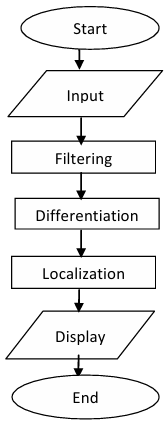 Start
Input
Filtering
Differentiation
Localization
Display
End